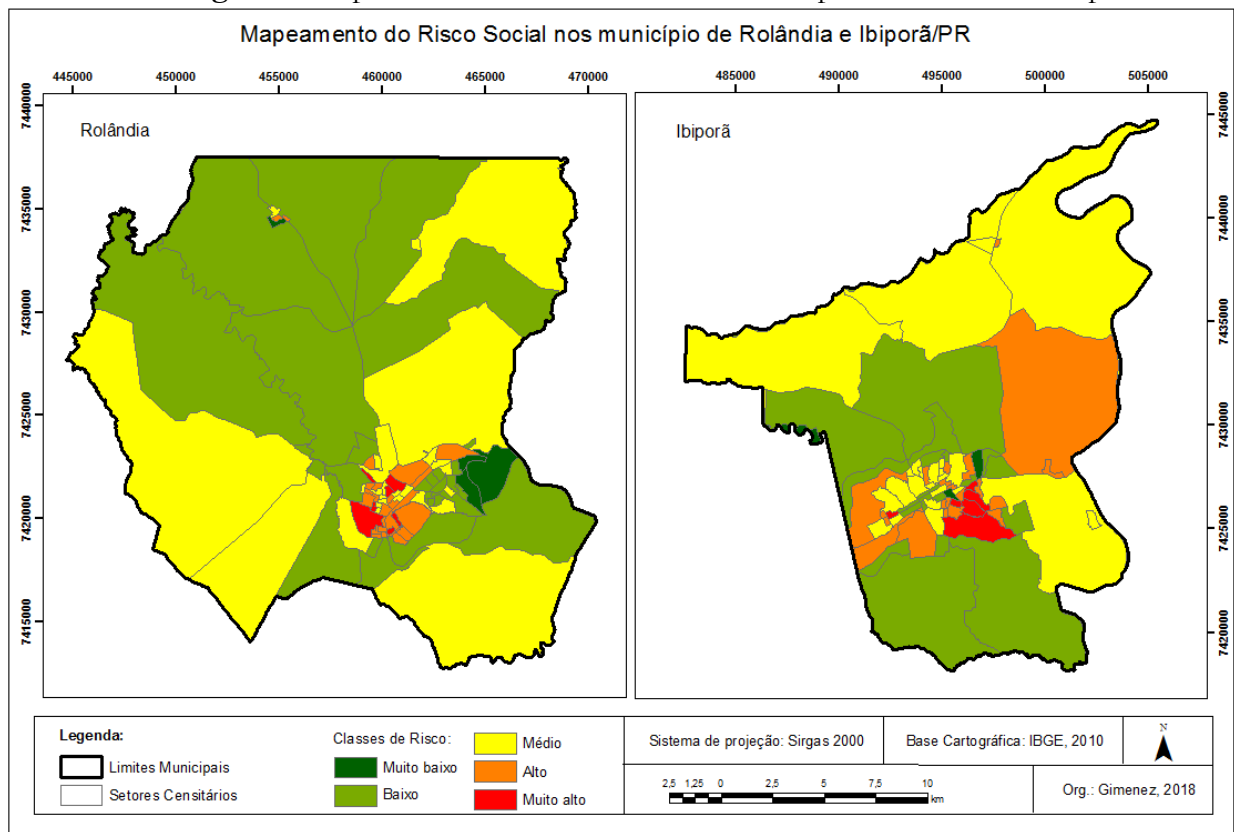 Mapeamento do Risco Social nos município de Rolândia e Ibiporã/PR
445000 450000 455000 460000 465000 470000
485000 490000 495000 500000 505000
7440000
7435000
7430000
7425000
7420000
7415000
Rolândia
Ibiporã
7445000
7440000
7435000
7430000
7425000
7420000
Legenda:
Limites Municipais
Setores Censitários
Classes de Risco:
Muito baixo
Baixo
Médio
Alto
Muito alto
Sistema de projeção: Sirgas 2000
Base Cartográfica: IBGE, 2010
N
2,5 1,25 0 2,5 5 7,5 10
km
Org.: Gimenez, 2018